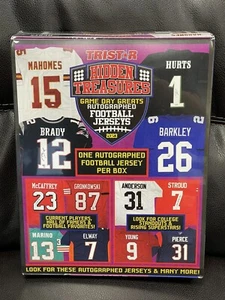 TRISTAR
HIDDEN
TREASURES
GAME DAY GREATS
AUTOGRAPHED
FOOTBALL
JERSEYS
MAHOMES
15
HURTS
1
BRADY
12
BARKLEY
26
ONE AUTOGRAPHED
FOOTBALL JERSEY
PER BOX
McCAFFREY
23
GRONKOWSKI
87
ANDERSON
31
STROUD
7
CURRENT PLAYERS,
HALL OF FAMERS &
FOOTBALL FAVORITES!
LOOK FOR COLLEGE
STANDOUTS &
RISING SUPERSTARS!
MARINO
13
ELWAY
7
YOUNG
9
PIERCE
31
LOOK FOR THESE AUTOGRAPHED JERSEYS & MANY MORE!